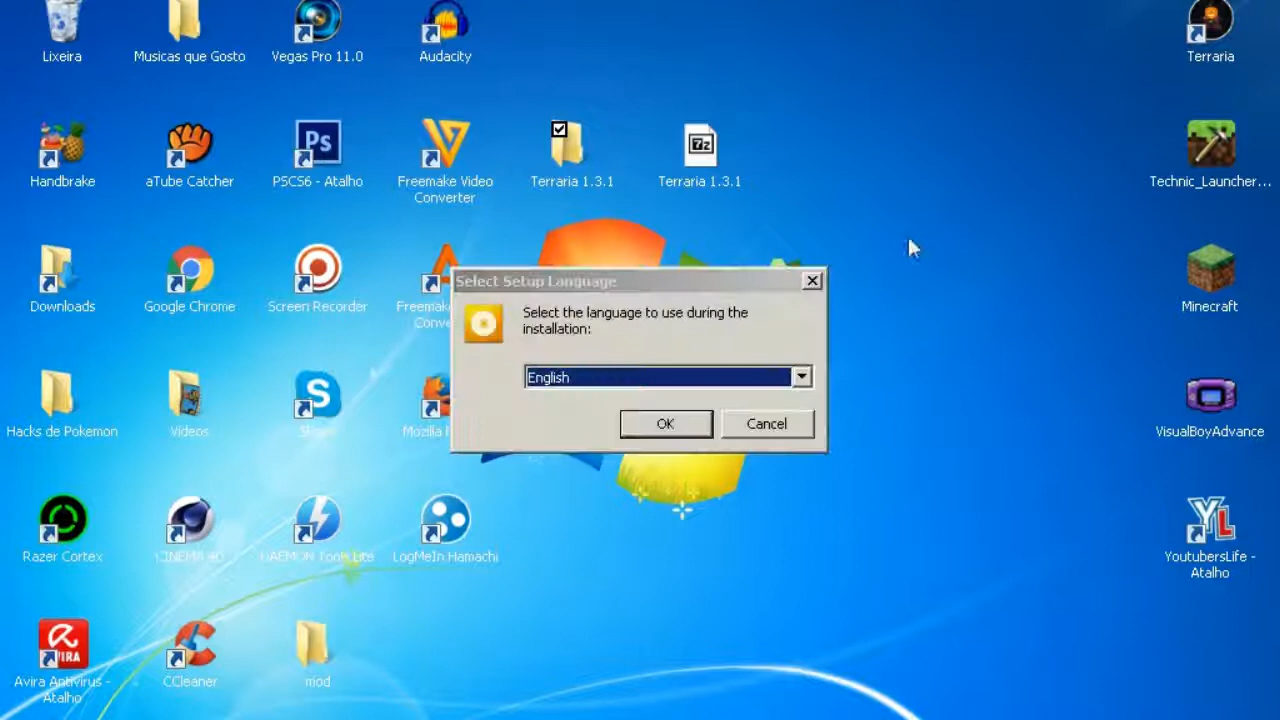 Lixeira
Musicas que Gosto
Vegas Pro 11.0
Audacity
Terraria
Ps
7z
Handbrake
aTube Catcher
PSCS6 - Atalho
Freemake Video
Converter
Terraria 1.3.1
Terraria 1.3.1
Technic_Launcher...
Downloads
Google Chrome
Screen Recorder
Freemake
Conve
Minecraft
Select Setup Language
Select the language to use during the
installation:
English
OK
Cancel
S
Hacks de Pokemon
Videos
Mozilla
VisualBoyAdvance
YL
Razer Cortex
CINEMA 4D
DAEMON Tools Lite
LogMeIn Hamachi
YoutubersLife -
Atalho
Avira Antivirus -
Atalho
CCleaner
mod